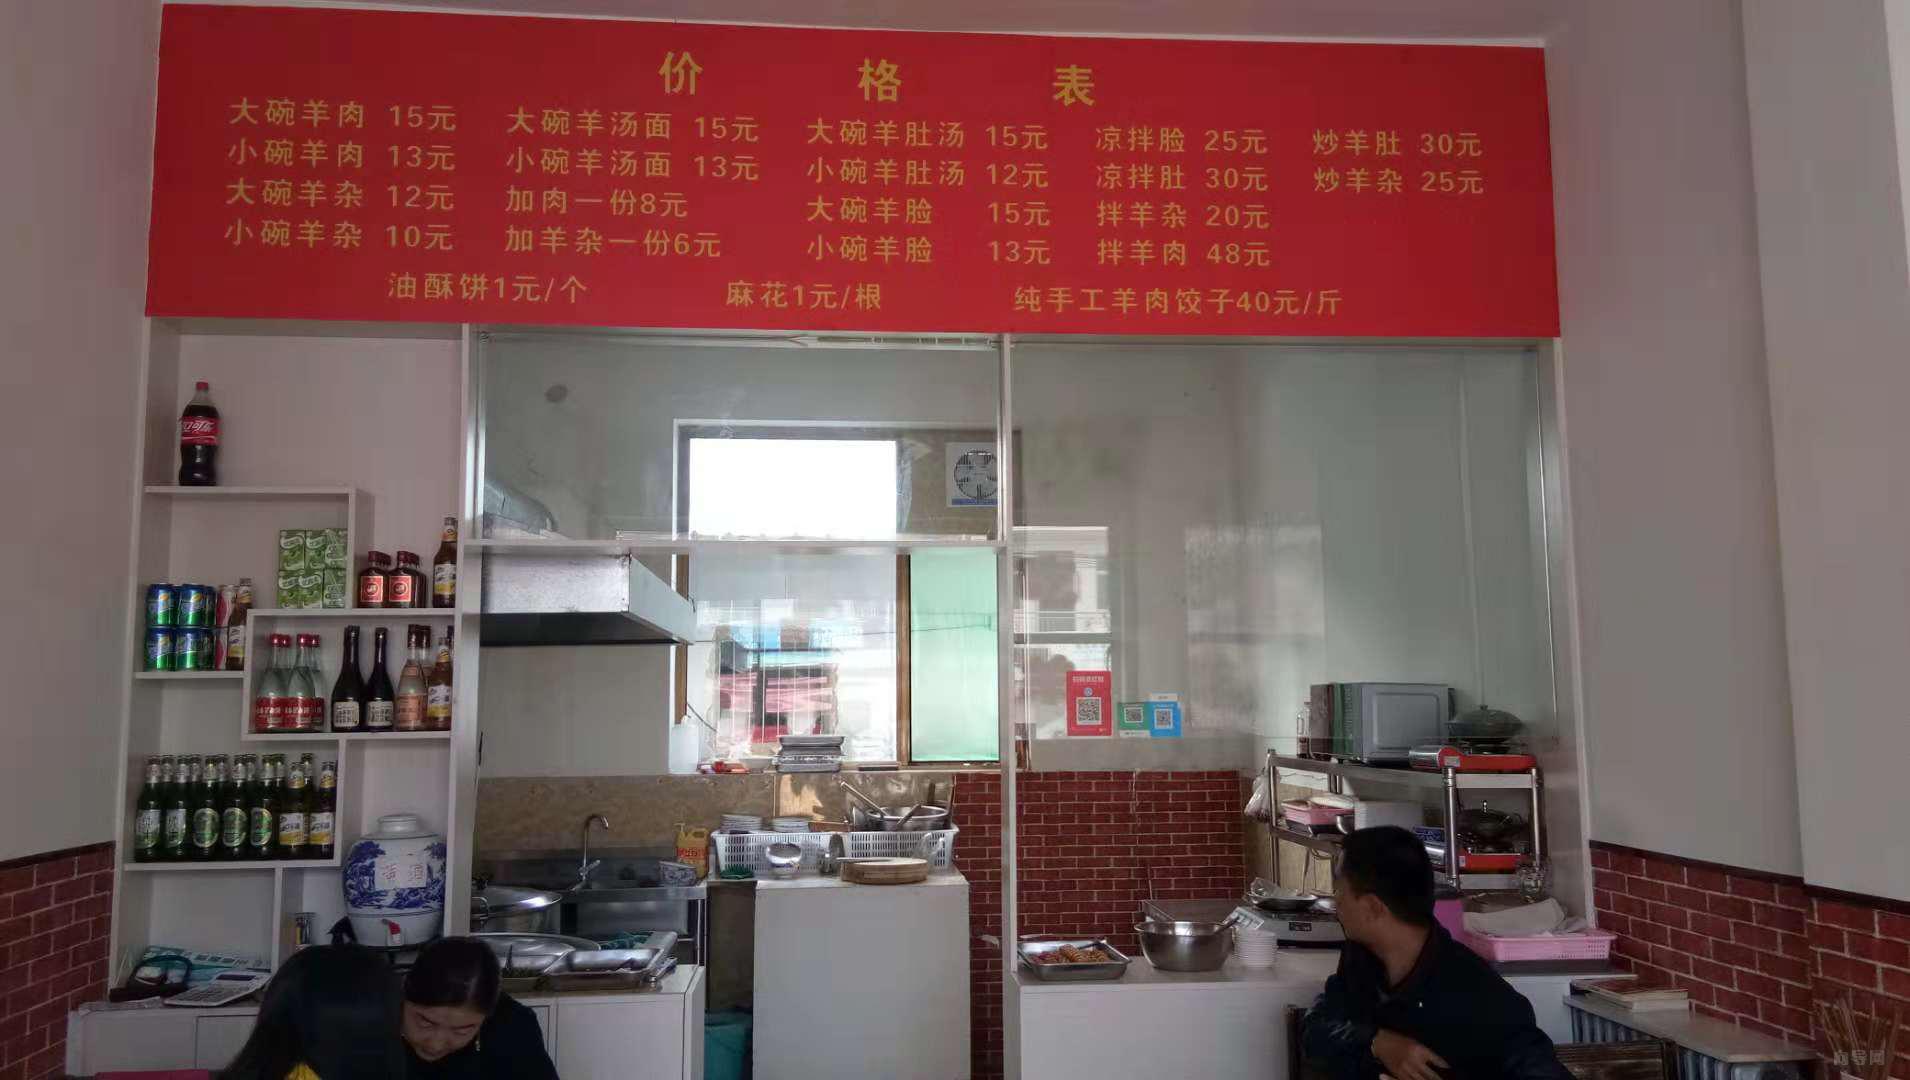 价格表
大碗羊肉 15元
小碗羊肉 13元
大碗羊杂 12元
小碗羊杂 10元
大碗羊汤面 15元
小碗羊汤面 13元
加肉一份8元
加羊杂一份6元
大碗羊肚汤 15元
小碗羊肚汤 12元
大碗羊脸 15元
小碗羊脸 13元
凉拌脸 25元
凉拌肚 30元
拌羊杂 20元
拌羊肉 48元
炒羊肚 30元
炒羊杂 25元
油酥饼1元/个
麻花1元/根
纯手工羊肉饺子40元/斤
向导网